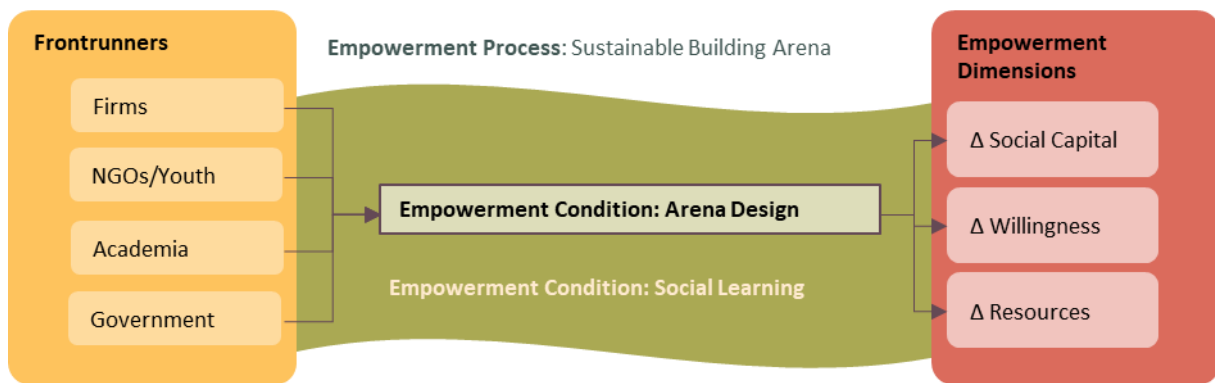 Frontrunners
Firms
NGOs/Youth
Academia
Government
Empowerment Process: Sustainable Building Arena
Empowerment Condition: Arena Design
Empowerment Condition: Social Learning
Empowerment
Dimensions
Δ Social Capital
Δ Willingness
Δ Resources